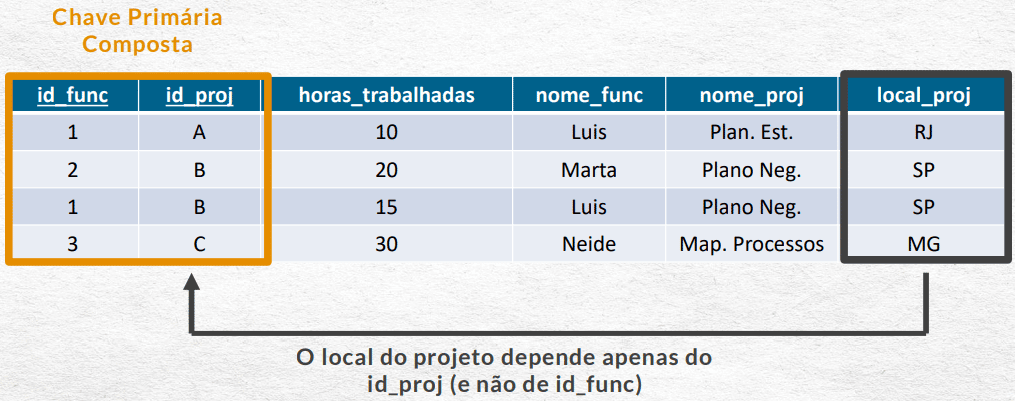 Chave Primária
Composta
id_func id_proj horas_trabalhadas nome_func nome_proj local_proj
1 A 10 Luis Plan. Est. RJ
2 B 20 Marta Plano Neg. SP
1 B 15 Luis Plano Neg. SP
3 C 30 Neide Map. Processos MG
O local do projeto depende apenas do
id_proj (e não de id_func)